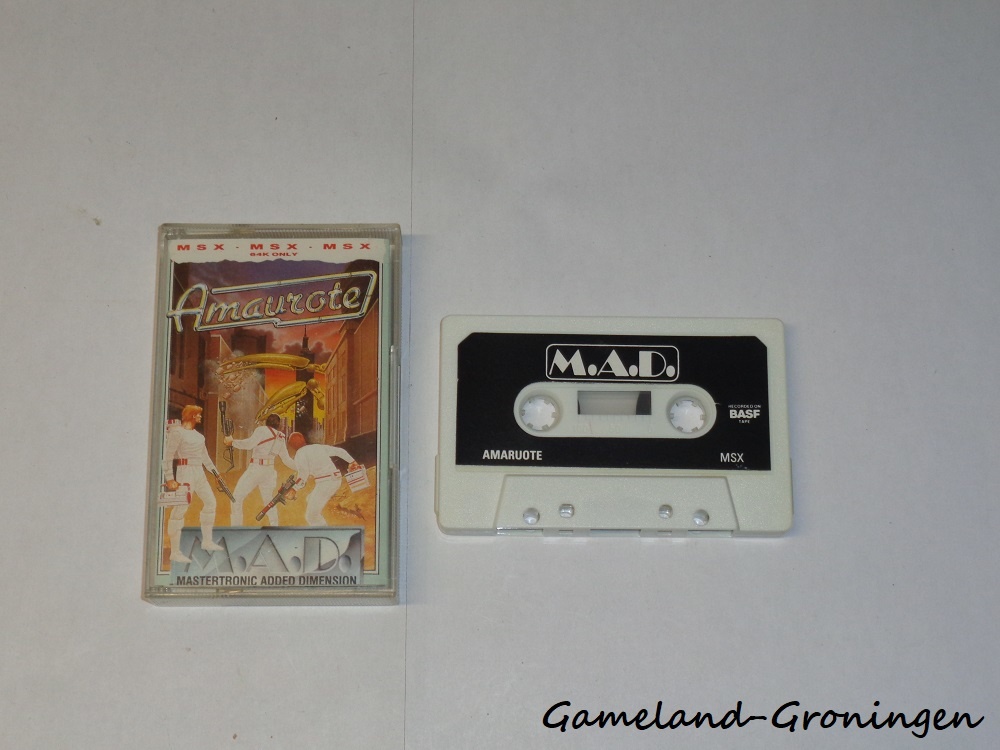 MSX · MSX · MSX
64K ONLY
Amaurote
M.A.D.
MASTERTRONIC ADDED DIMENSION
M.A.D.
RECORDED ON
BASF
TAPE
AMARUOTE
MSX
Gameland-Groningen